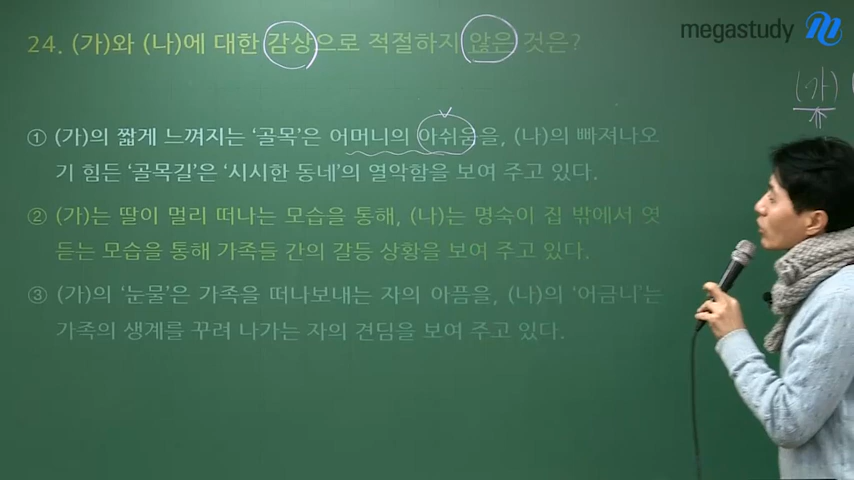 megastudy
24. (가)와 (나)에 대한 감상으로 적절하지 않은 것은?
(가)
① (가)의 짧게 느껴지는 ‘골목’은 어머니의 아쉬움을, (나)의 빠져나오
기 힘든 ‘골목길’은 ‘시시한 동네’의 열악함을 보여 주고 있다.
② (가)는 딸이 멀리 떠나는 모습을 통해, (나)는 명숙이 집 밖에서 엿
듣는 모습을 통해 가족들 간의 갈등 상황을 보여 주고 있다.
③ (가)의 ‘눈물’은 가족을 떠나보내는 자의 아픔을, (나)의 ‘어금니’는
가족의 생계를 꾸려 나가는 자의 견딤을 보여 주고 있다.